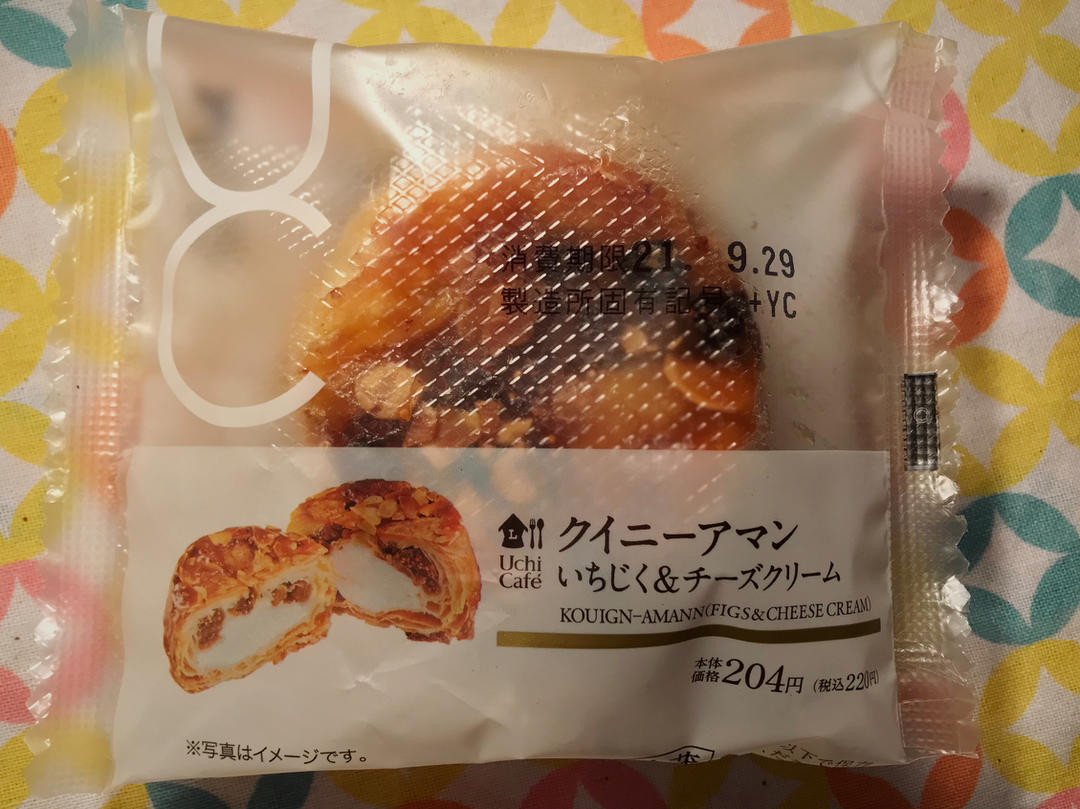 消費期限21. 9.29
製造所固有記号 +YC
L
Uchi
Café
クイニーアマン
いちじく&チーズクリーム
KOUIGN-AMANN(FIGS&CHEESE CREAM)
本体
価格204円 (税込220円)
※写真はイメージです。